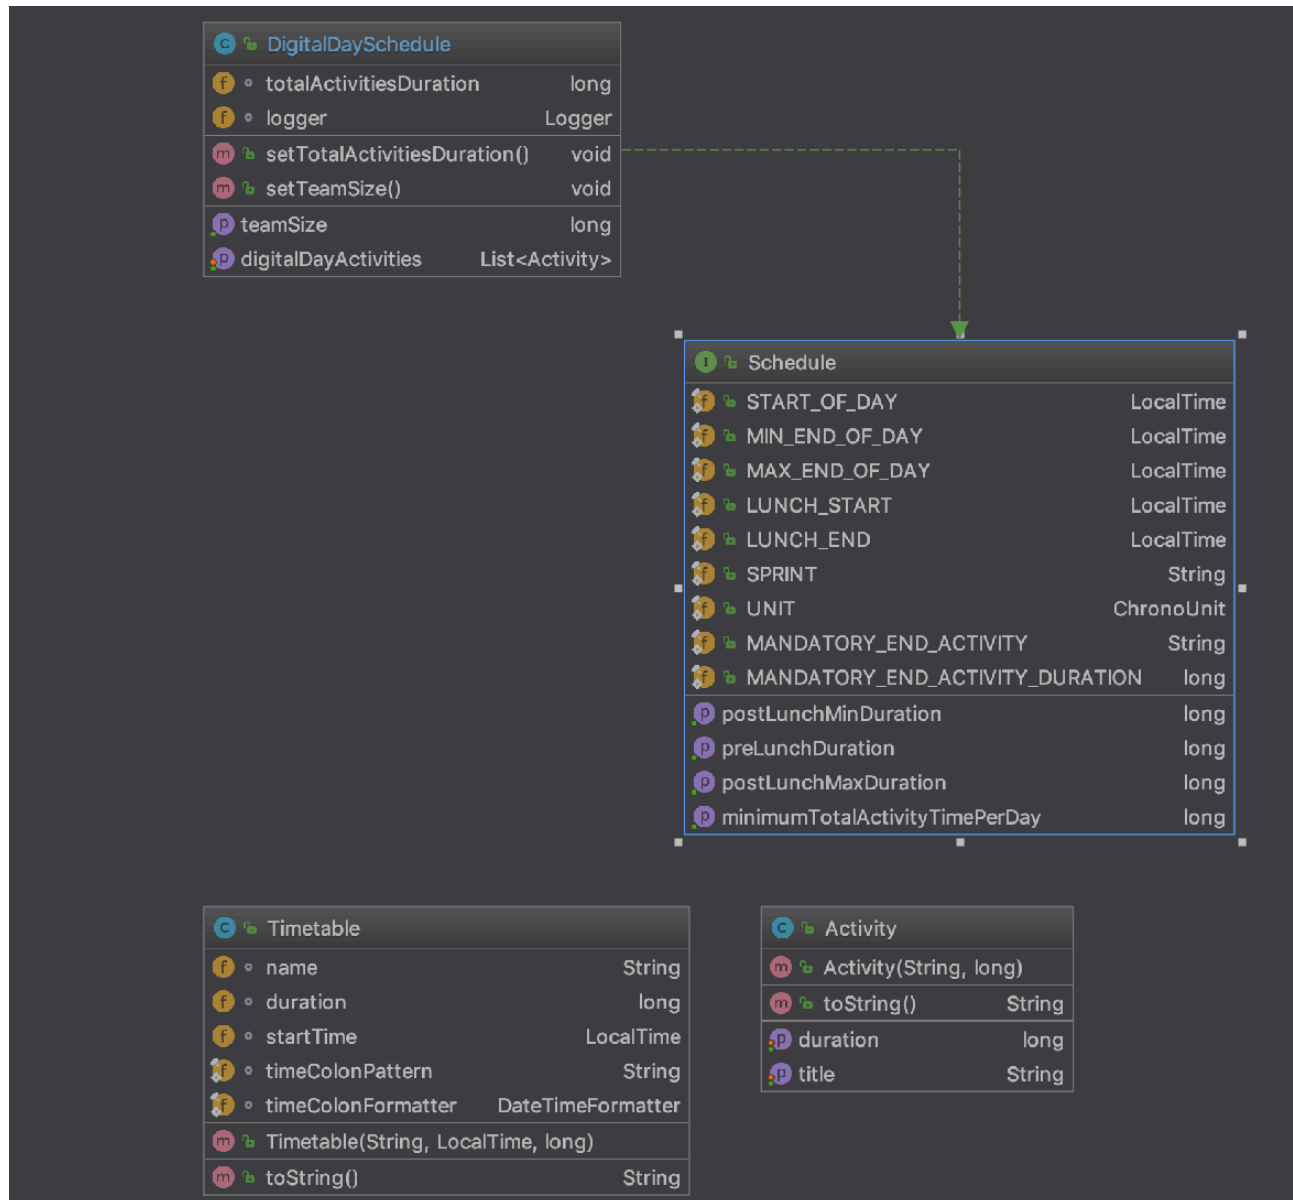 C DigitalDaySchedule
f totalActivitiesDuration long
f logger Logger
m setTotalActivitiesDuration() void
m setTeamSize() void
p teamSize long
p digitalDayActivities List<Activity>
I Schedule
f START_OF_DAY LocalTime
f MIN_END_OF_DAY LocalTime
f MAX_END_OF_DAY LocalTime
f LUNCH_START LocalTime
f LUNCH_END LocalTime
f SPRINT String
f UNIT ChronoUnit
f MANDATORY_END_ACTIVITY String
f MANDATORY_END_ACTIVITY_DURATION long
p postLunchMinDuration long
p preLunchDuration long
p postLunchMaxDuration long
p minimumTotalActivityTimePerDay long
C Timetable
f name String
f duration long
f startTime LocalTime
f timeColonPattern String
f timeColonFormatter DateTimeFormatter
m Timetable(String, LocalTime, long)
m toString() String
C Activity
m Activity(String, long)
m toString() String
p duration long
p title String